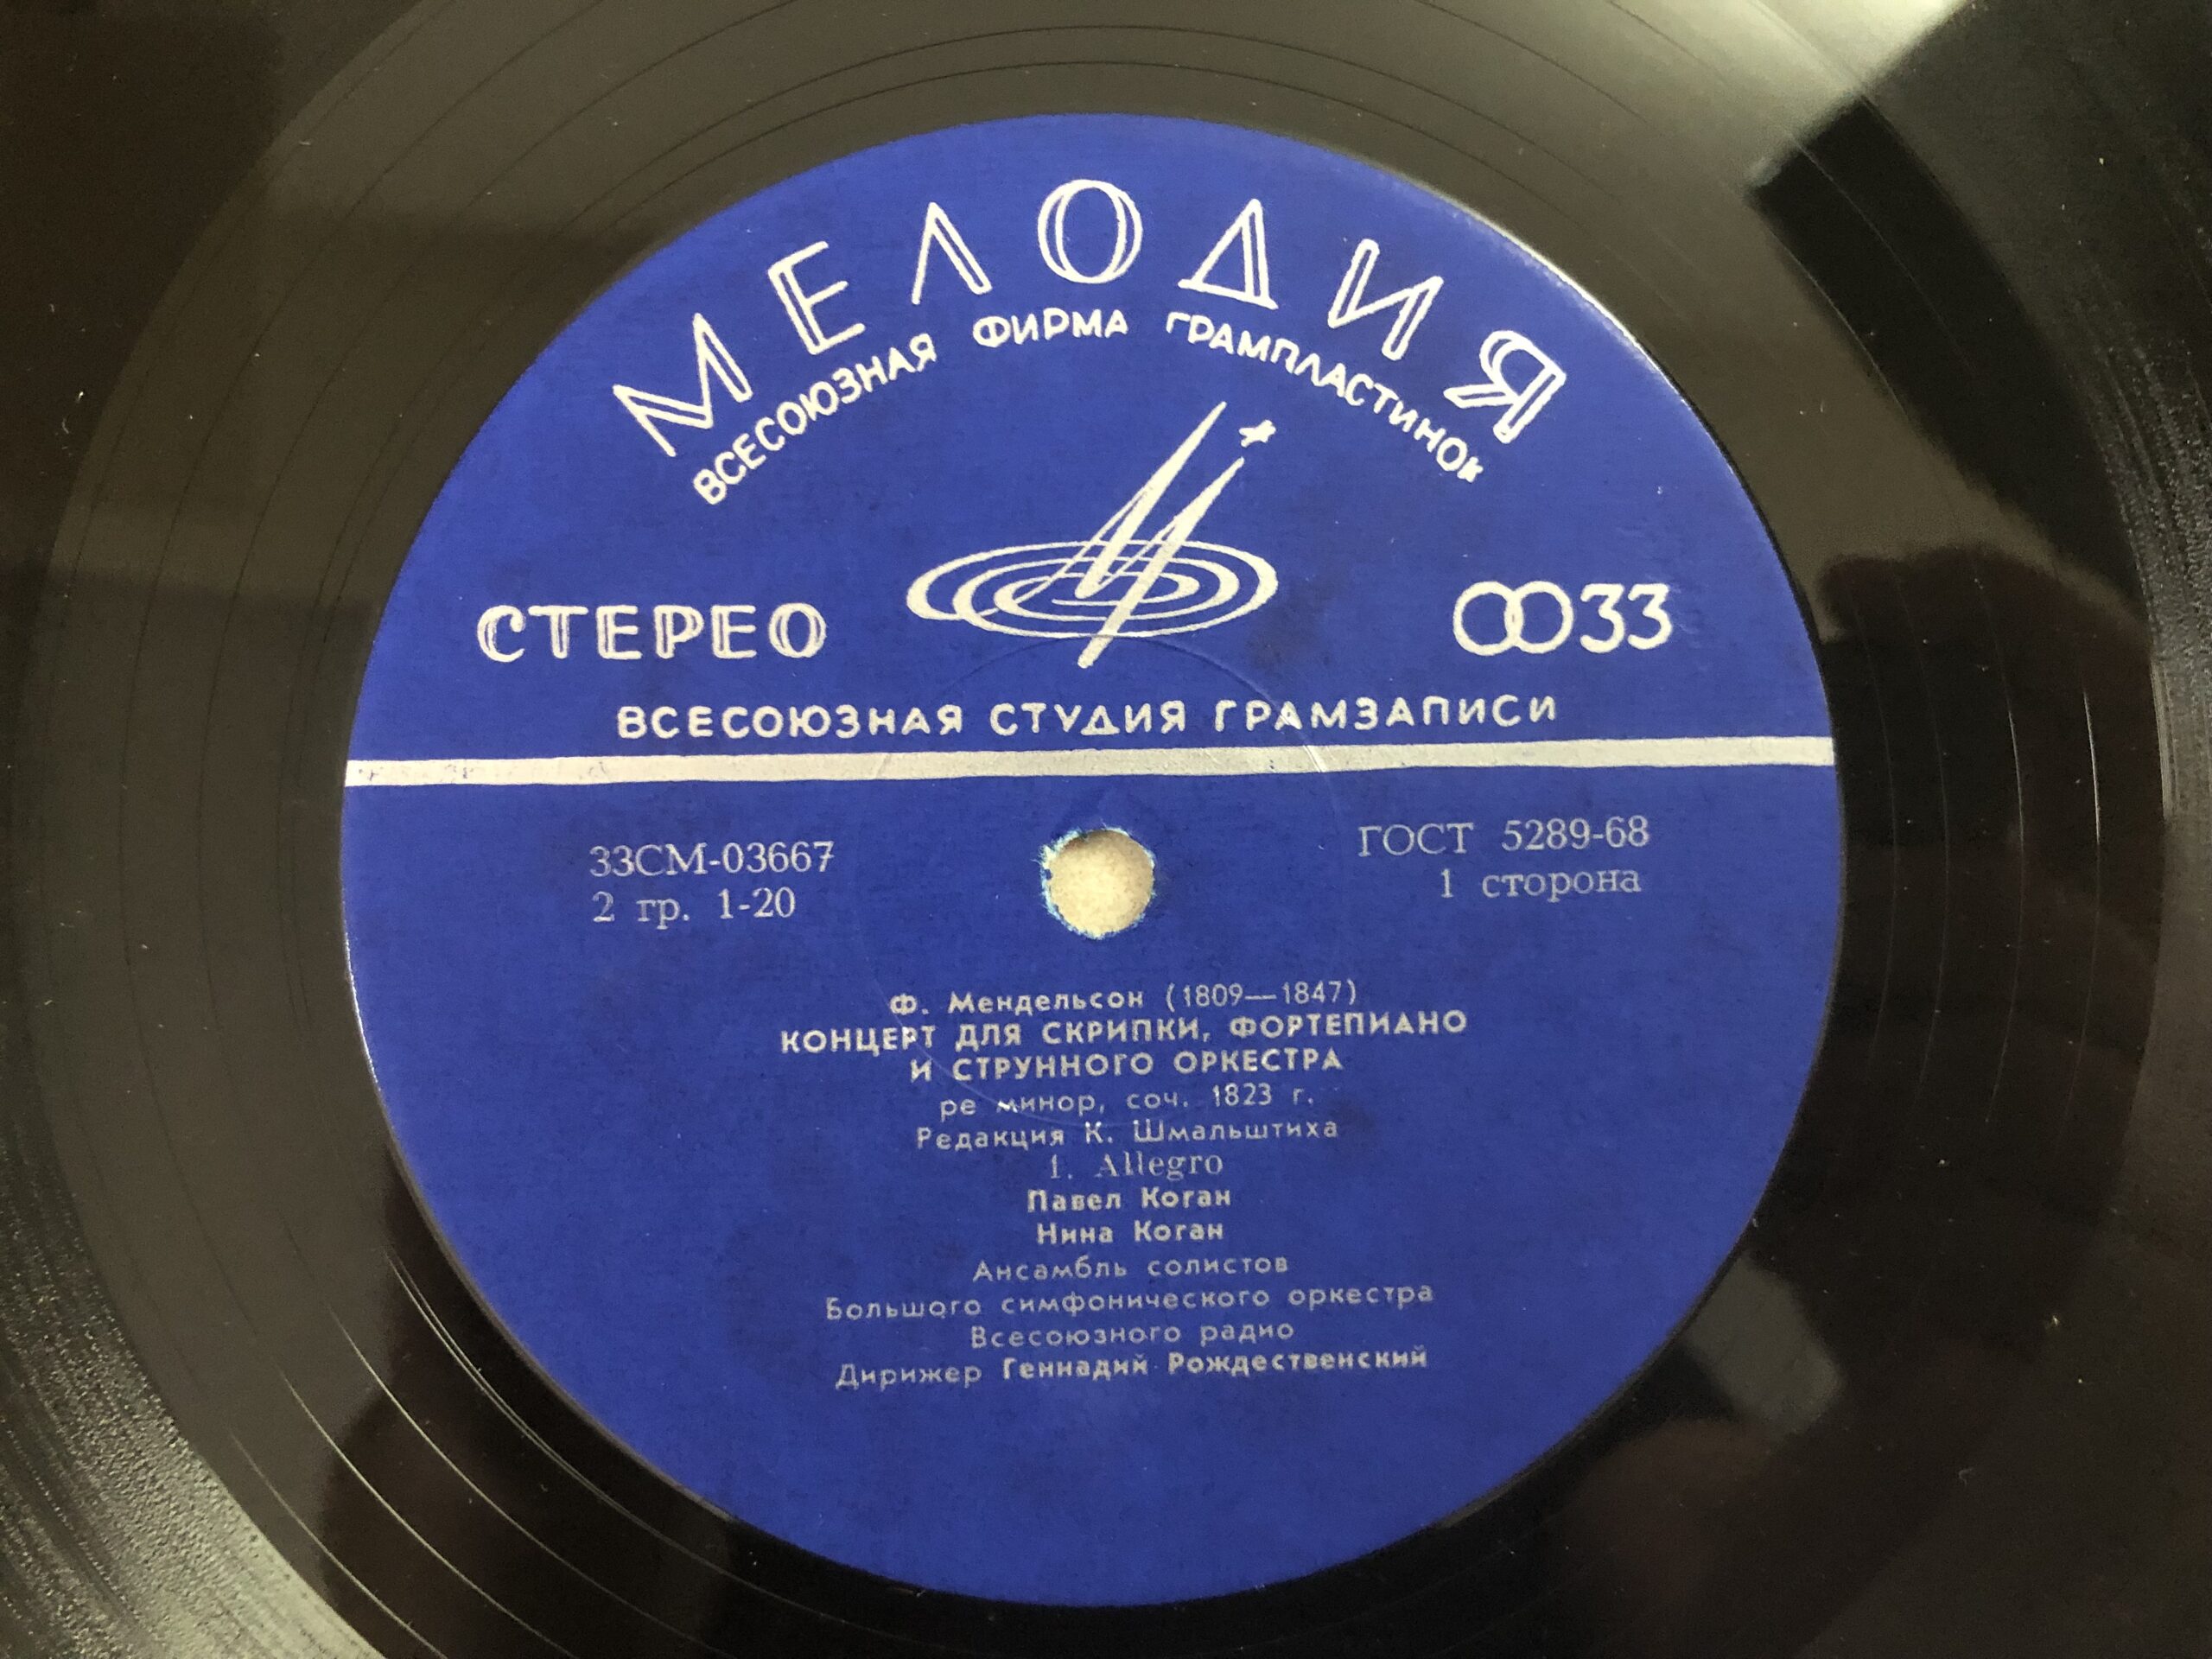 МЕЛОДИЯ
ВСЕСОЮЗНАЯ ФИРМА ГРАМПЛАСТИНОК
СТЕРЕО
33
ВСЕСОЮЗНАЯ СТУДИЯ ГРАМЗАПИСИ
33СМ-03667
ГОСТ 5289-68
2 гр. 1-20
1 сторона
Ф. Мендельсон (1809—1847)
КОНЦЕРТ ДЛЯ СКРИПКИ, ФОРТЕПИАНО
И СТРУННОГО ОРКЕСТРА
ре минор, соч. 1823 г.
Редакция К. Шмальштиха
1. Allegro
Павел Коган
Нина Коган
Ансамбль солистов
Большого симфонического оркестра
Всесоюзного радио
Дирижер Геннадий Рождественский